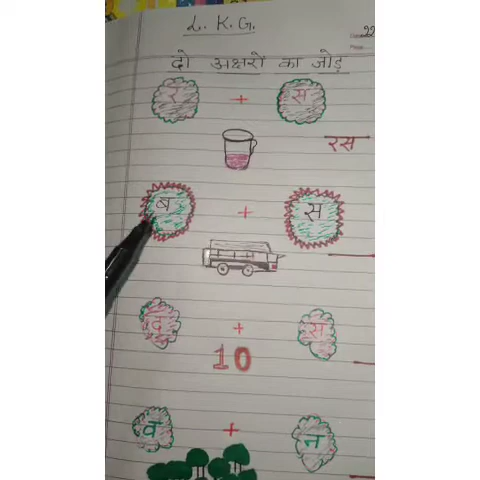 L. K. G.
दो अक्षरो का जोड़
र + स
रस
ब + स
द + स
10
व + न